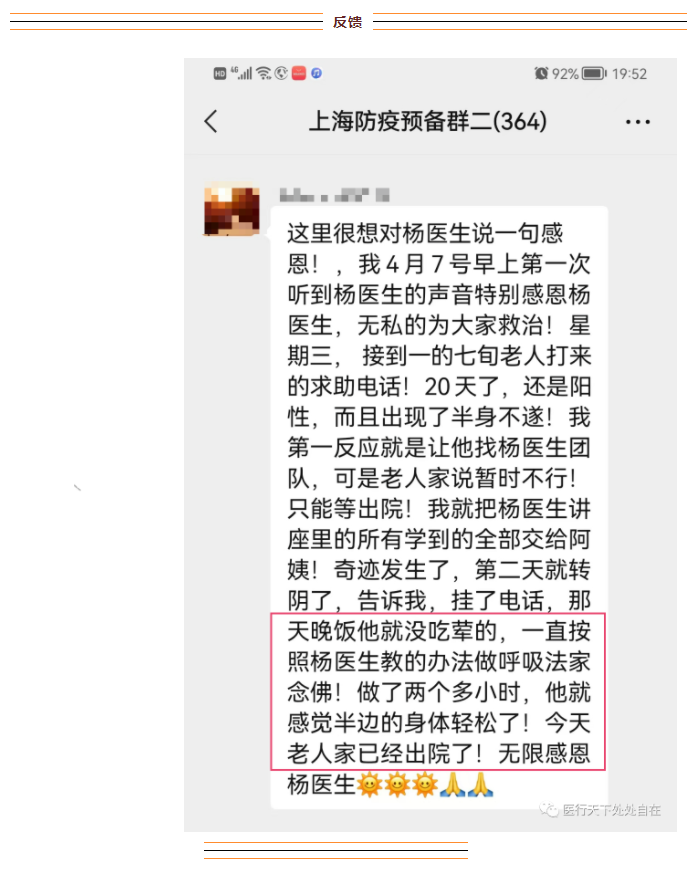 反馈
HD 4G 92% 19:52
上海防疫预备群二(364)
这里很想对杨医生说一句感
恩！，我4月7号早上第一次
听到杨医生的声音特别感恩杨
医生，无私的为大家救治！星
期三， 接到一的七旬老人打来
的求助电话！20天了，还是阳
性，而且出现了半身不遂！我
第一反应就是让他找杨医生团
队，可是老人家说暂时不行！
只能等出院！我就把杨医生讲
座里的所有学到的全部交给阿
姨！奇迹发生了，第二天就转
阴了，告诉我，挂了电话，那
天晚饭他就没吃荤的，一直按
照杨医生教的办法做呼吸法家
念佛！做了两个多小时，他就
感觉半边的身体轻松了！今天
老人家已经出院了！无限感恩
杨医生🌞🌞🌞🙏🙏
医行天下处处自在